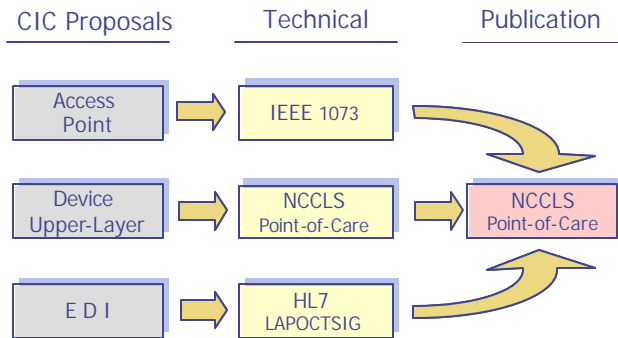 CIC Proposals
Technical
Publication
Access
Point
IEEE 1073
Device
Upper-Layer
NCCLS
Point-of-Care
NCCLS
Point-of-Care
E D I
HL7
LAPOCTSIG